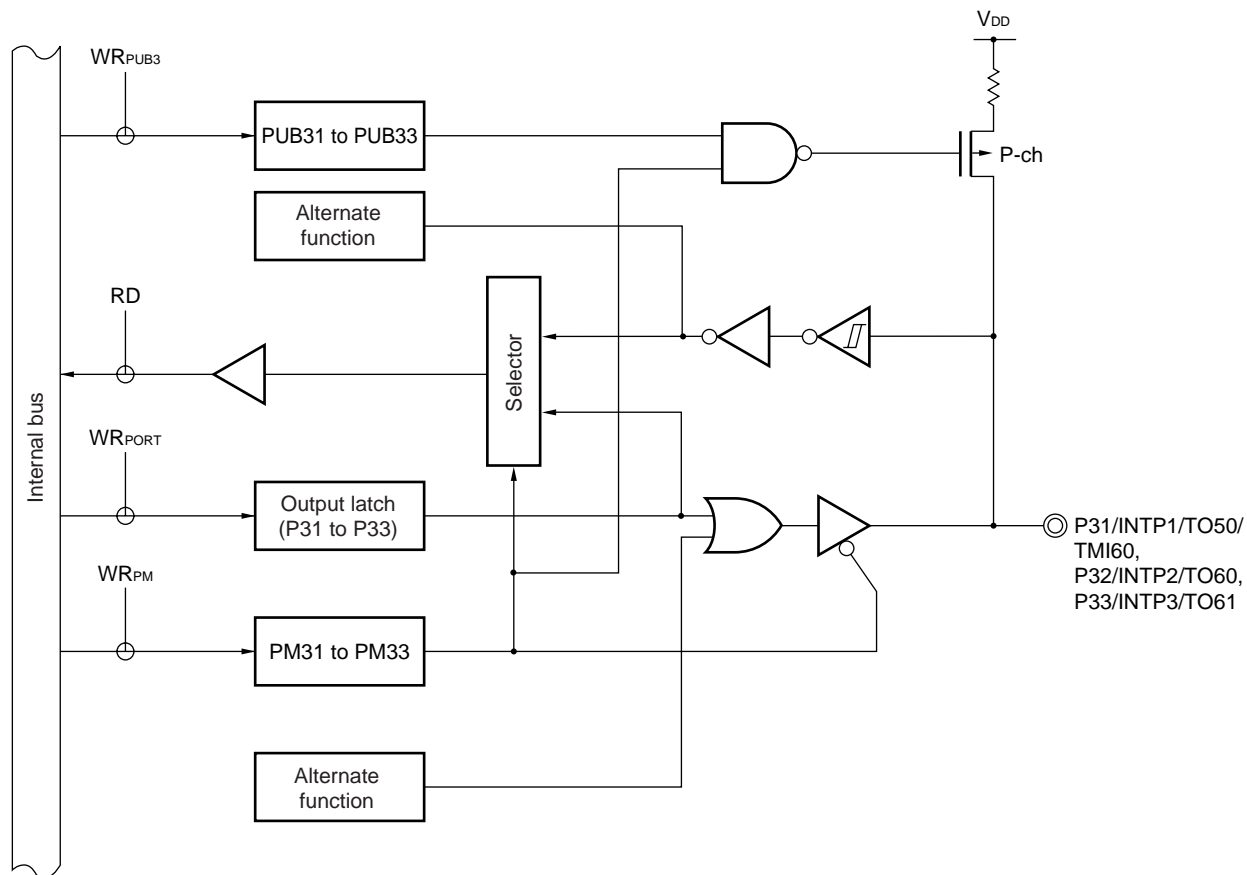 VDD
WRPUB3
PUB31 to PUB33
P-ch
Alternate
function
RD
Selector
Internal bus
WRPORT
Output latch
(P31 to P33)
P31/INTP1/TO50/
TMI60,
P32/INTP2/TO60,
P33/INTP3/TO61
WRPM
PM31 to PM33
Alternate
function